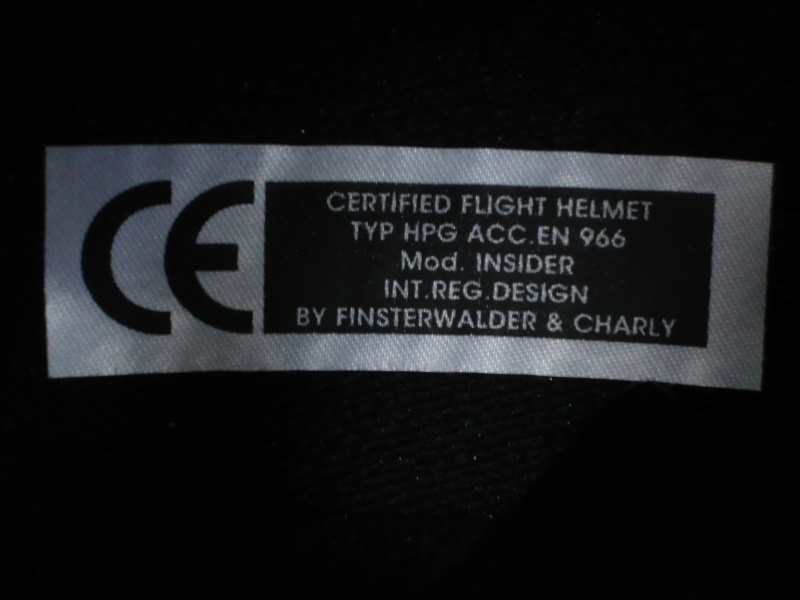 CE
CERTIFIED FLIGHT HELMET
TYP HPG ACC.EN 966
Mod. INSIDER
INT.REG.DESIGN
BY FINSTERWALDER & CHARLY